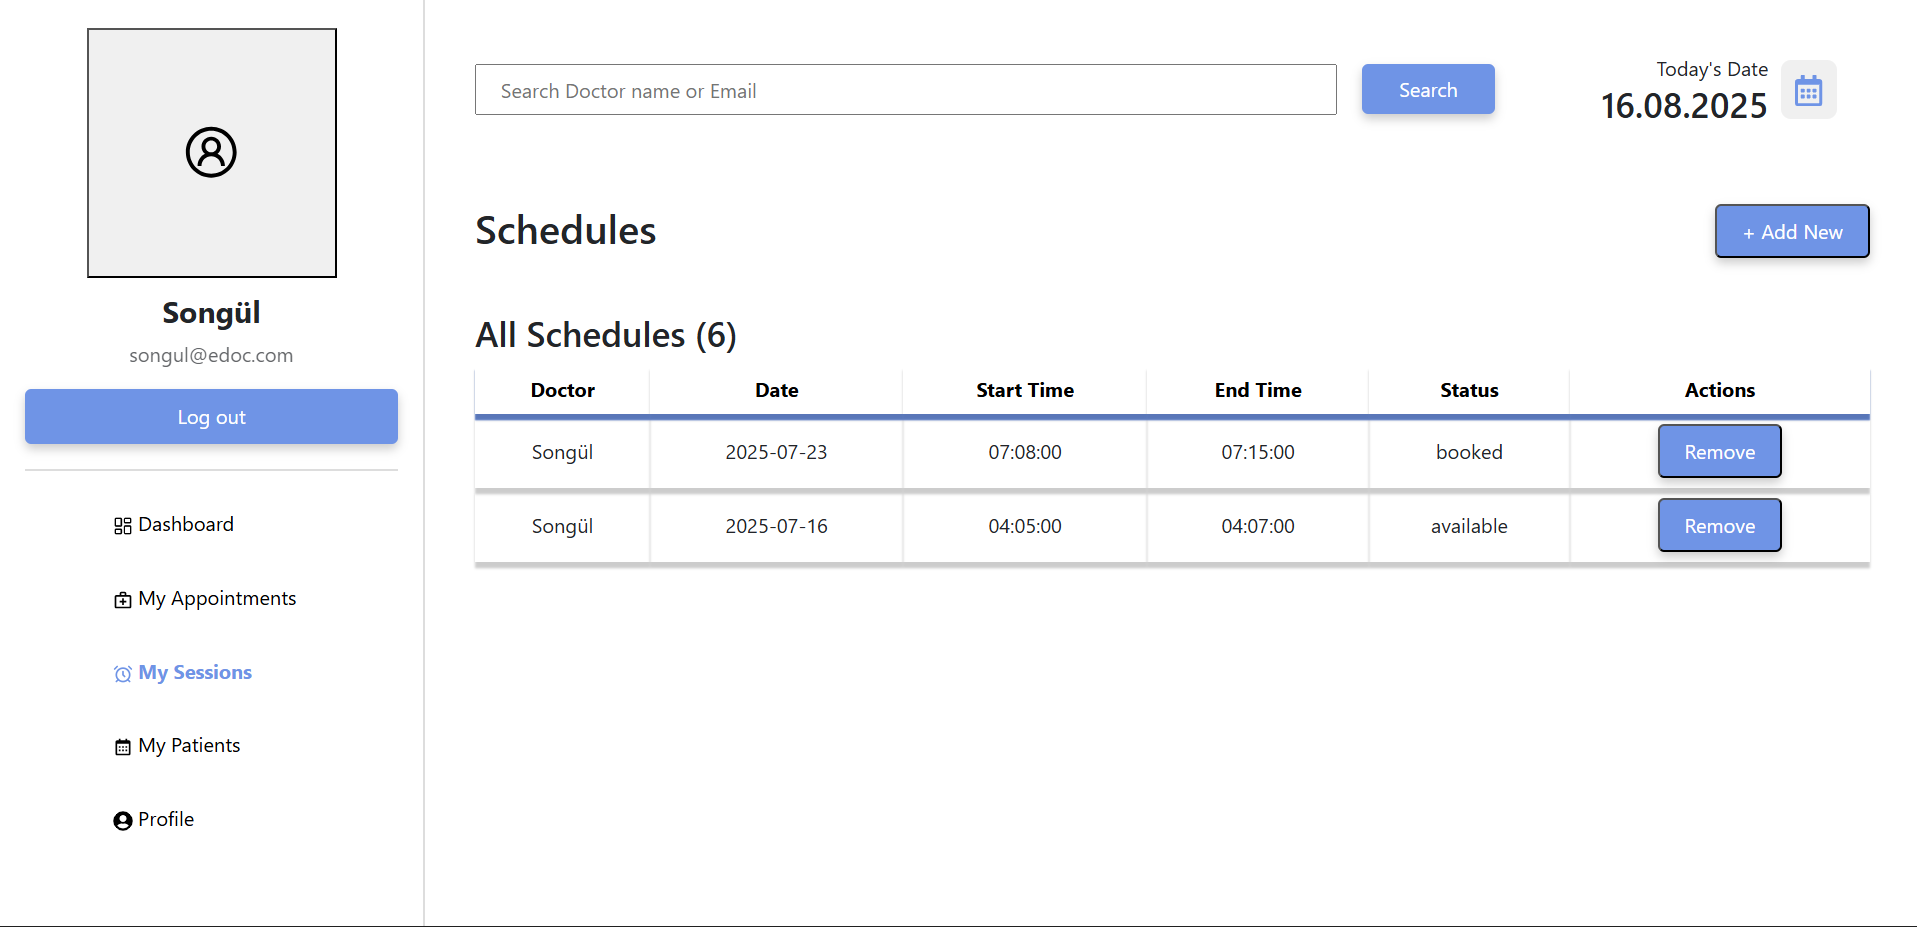 Songül
songul@edoc.com
Log out
Dashboard
My Appointments
My Sessions
My Patients
Profile
Search Doctor name or Email
Search
Today's Date
16.08.2025
Schedules
+ Add New
All Schedules (6)
Doctor Date Start Time End Time Status Actions
Songül 2025-07-23 07:08:00 07:15:00 booked Remove
Songül 2025-07-16 04:05:00 04:07:00 available Remove